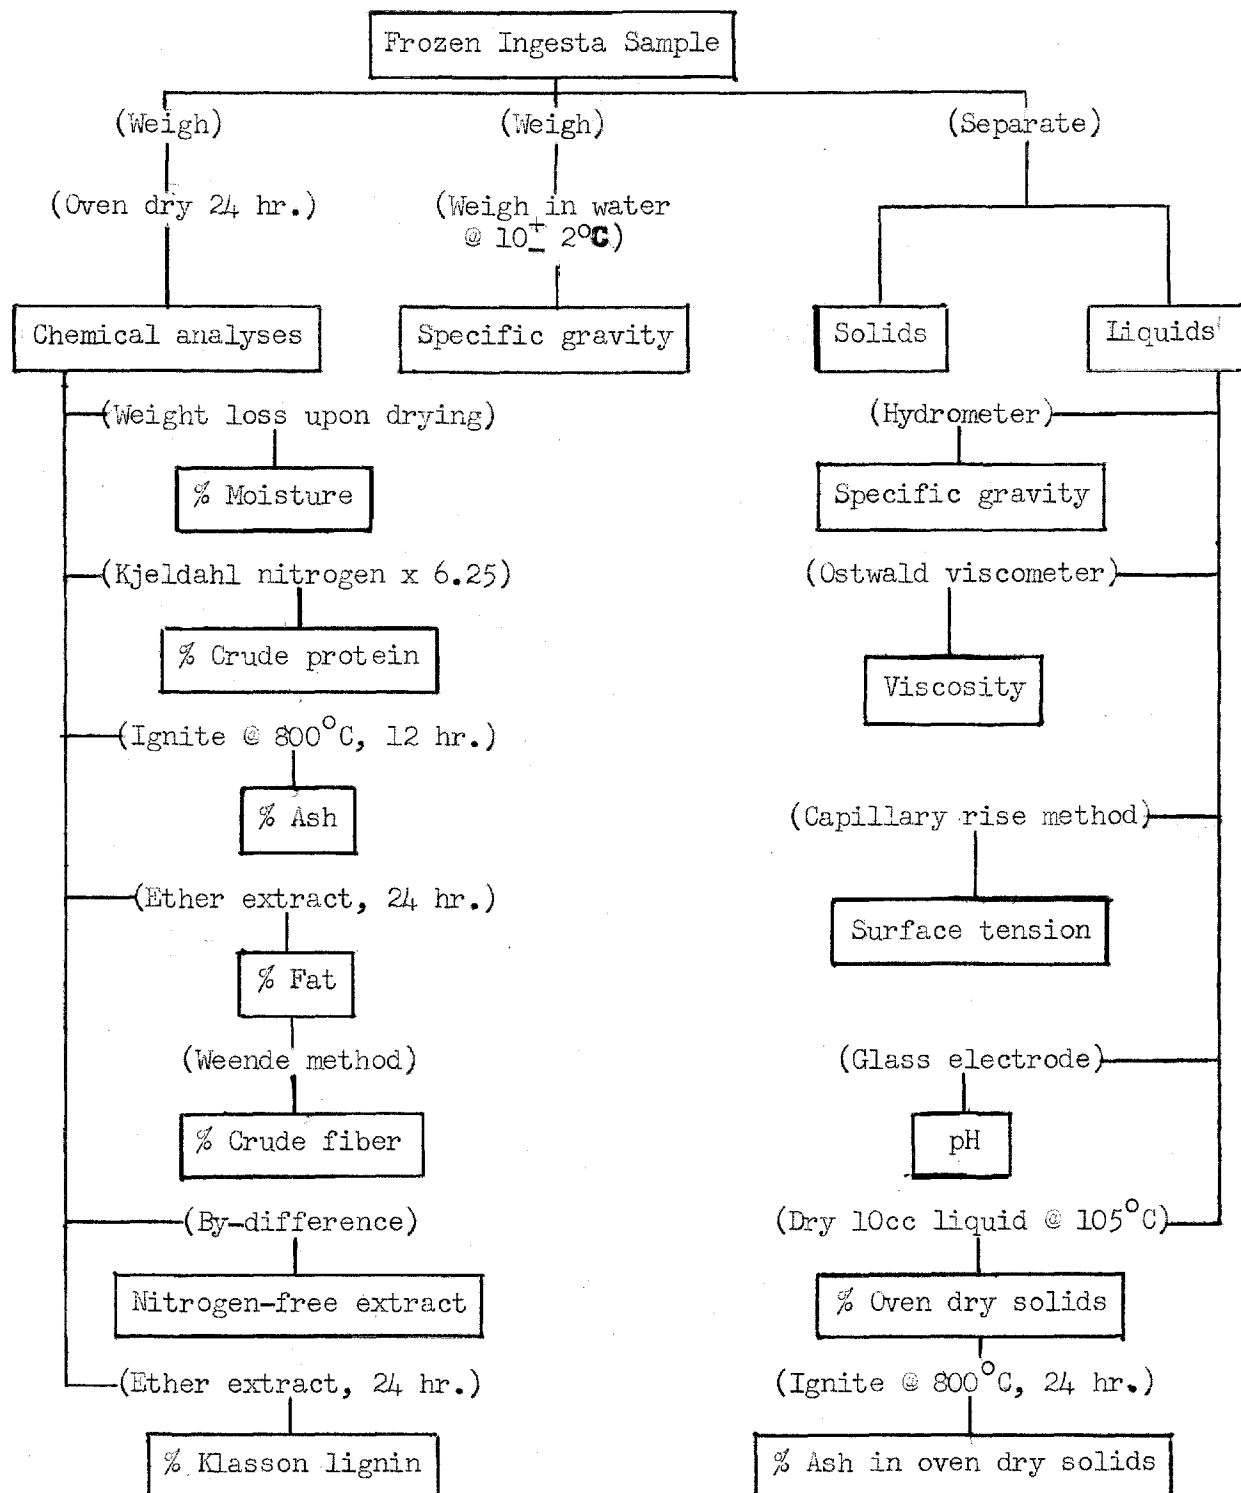 Frozen Ingesta Sample
(Weigh)
(Weigh)
(Separate)
(Oven dry 24 hr.)
(Weigh in water
@ 10 ± 2°C)
Chemical analyses
Specific gravity
Solids
Liquids
(Weight loss upon drying)
% Moisture
(Kjeldahl nitrogen x 6.25)
% Crude protein
(Ignite @ 800°C, 12 hr.)
% Ash
(Ether extract, 24 hr.)
% Fat
(Weende method)
% Crude fiber
(By-difference)
Nitrogen-free extract
(Ether extract, 24 hr.)
% Klasson lignin
(Hydrometer)
Specific gravity
(Ostwald viscometer)
Viscosity
(Capillary rise method)
Surface tension
(Glass electrode)
pH
(Dry 10cc liquid @ 105°C)
% Oven dry solids
(Ignite @ 800°C, 24 hr.)
% Ash in oven dry solids